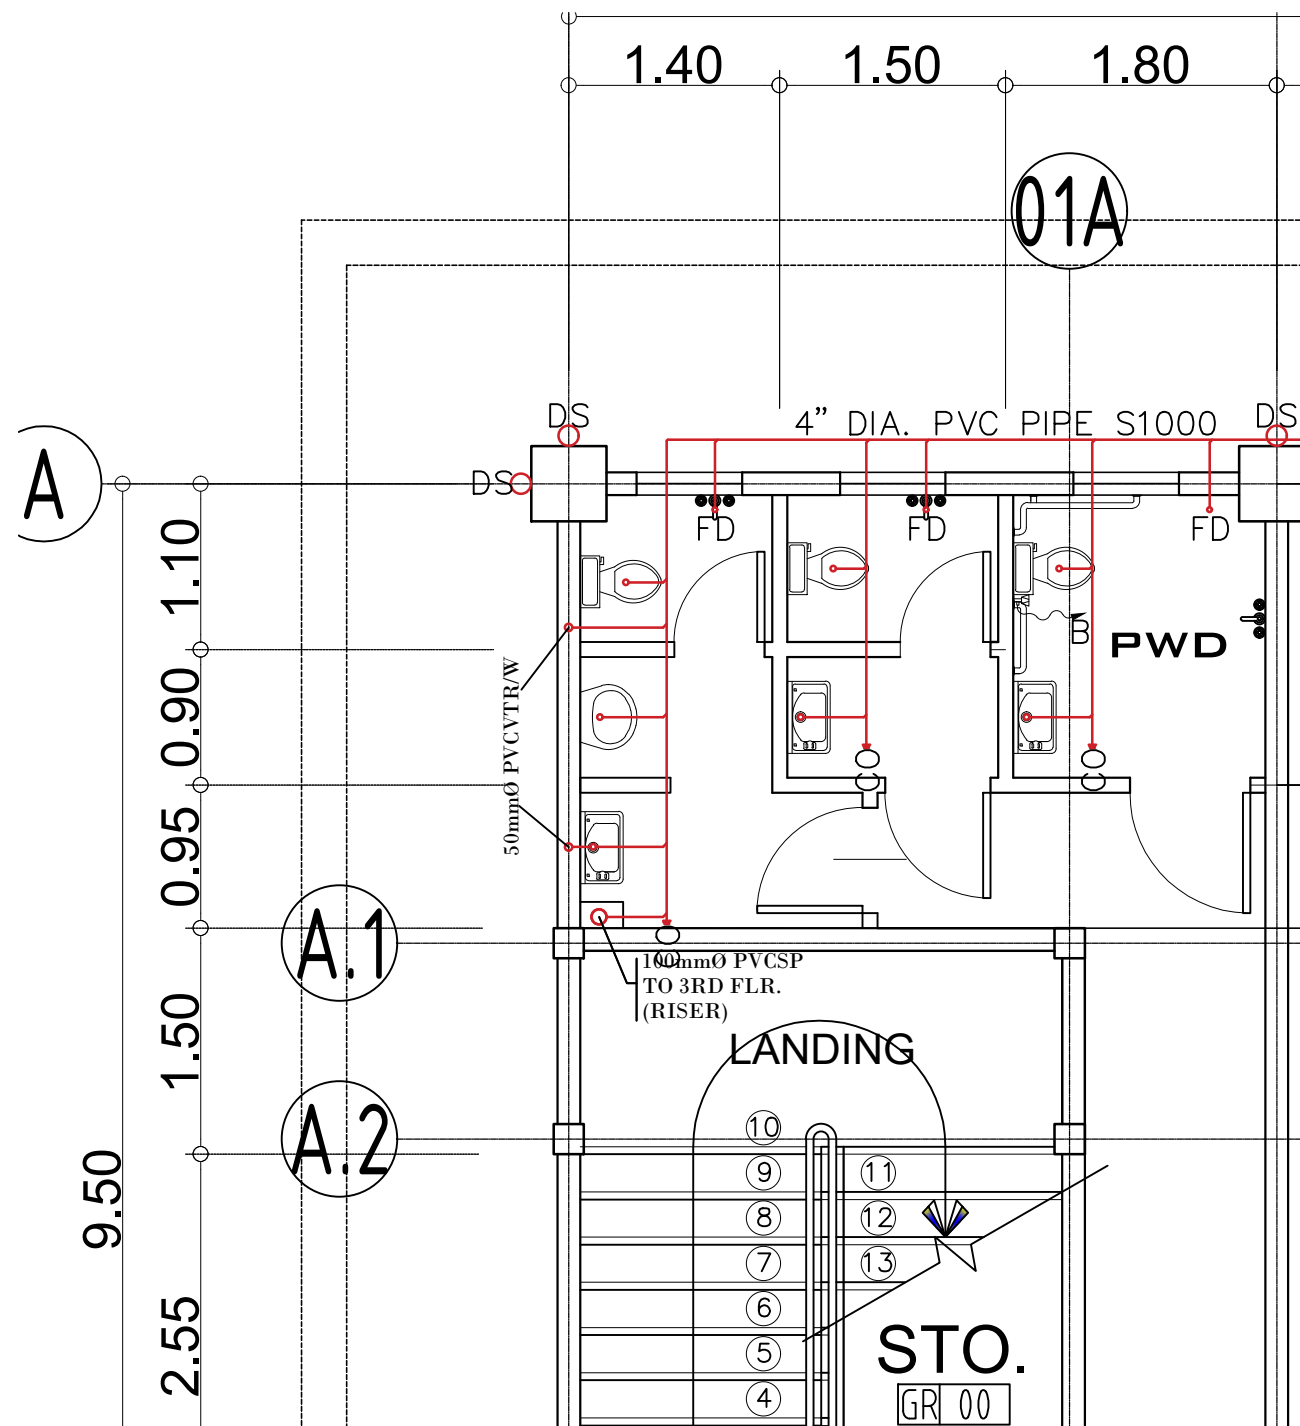 1.40 1.50 1.80
01A
DS 4” DIA. PVC PIPE S1000 DS
A
DS
FD FD FD
1.10
B
PWD
0.90
50mmØ PVCVTR/W
0.95
A.1
100mmØ PVCSP
TO 3RD FLR.
(RISER)
1.50
LANDING
A.2
10
9 11
8 12
7 13
6
5
4
9.50
2.55
STO.
GR 00